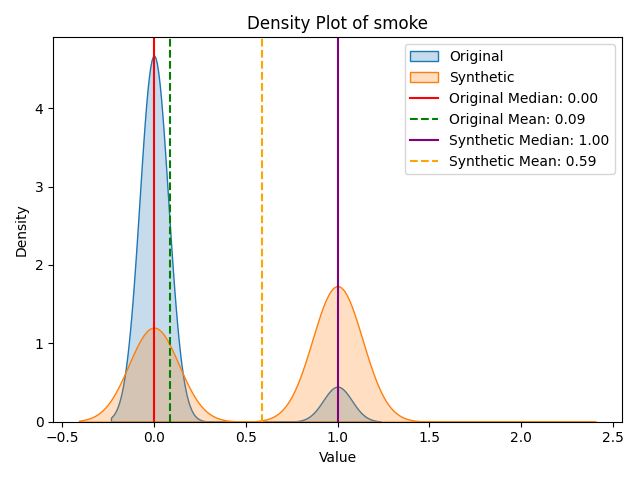 Density Plot of smoke
Original
Synthetic
Original Median: 0.00
Original Mean: 0.09
Synthetic Median: 1.00
Synthetic Mean: 0.59
Density
4
3
2
1
0
−0.5 0.0 0.5 1.0 1.5 2.0 2.5
Value